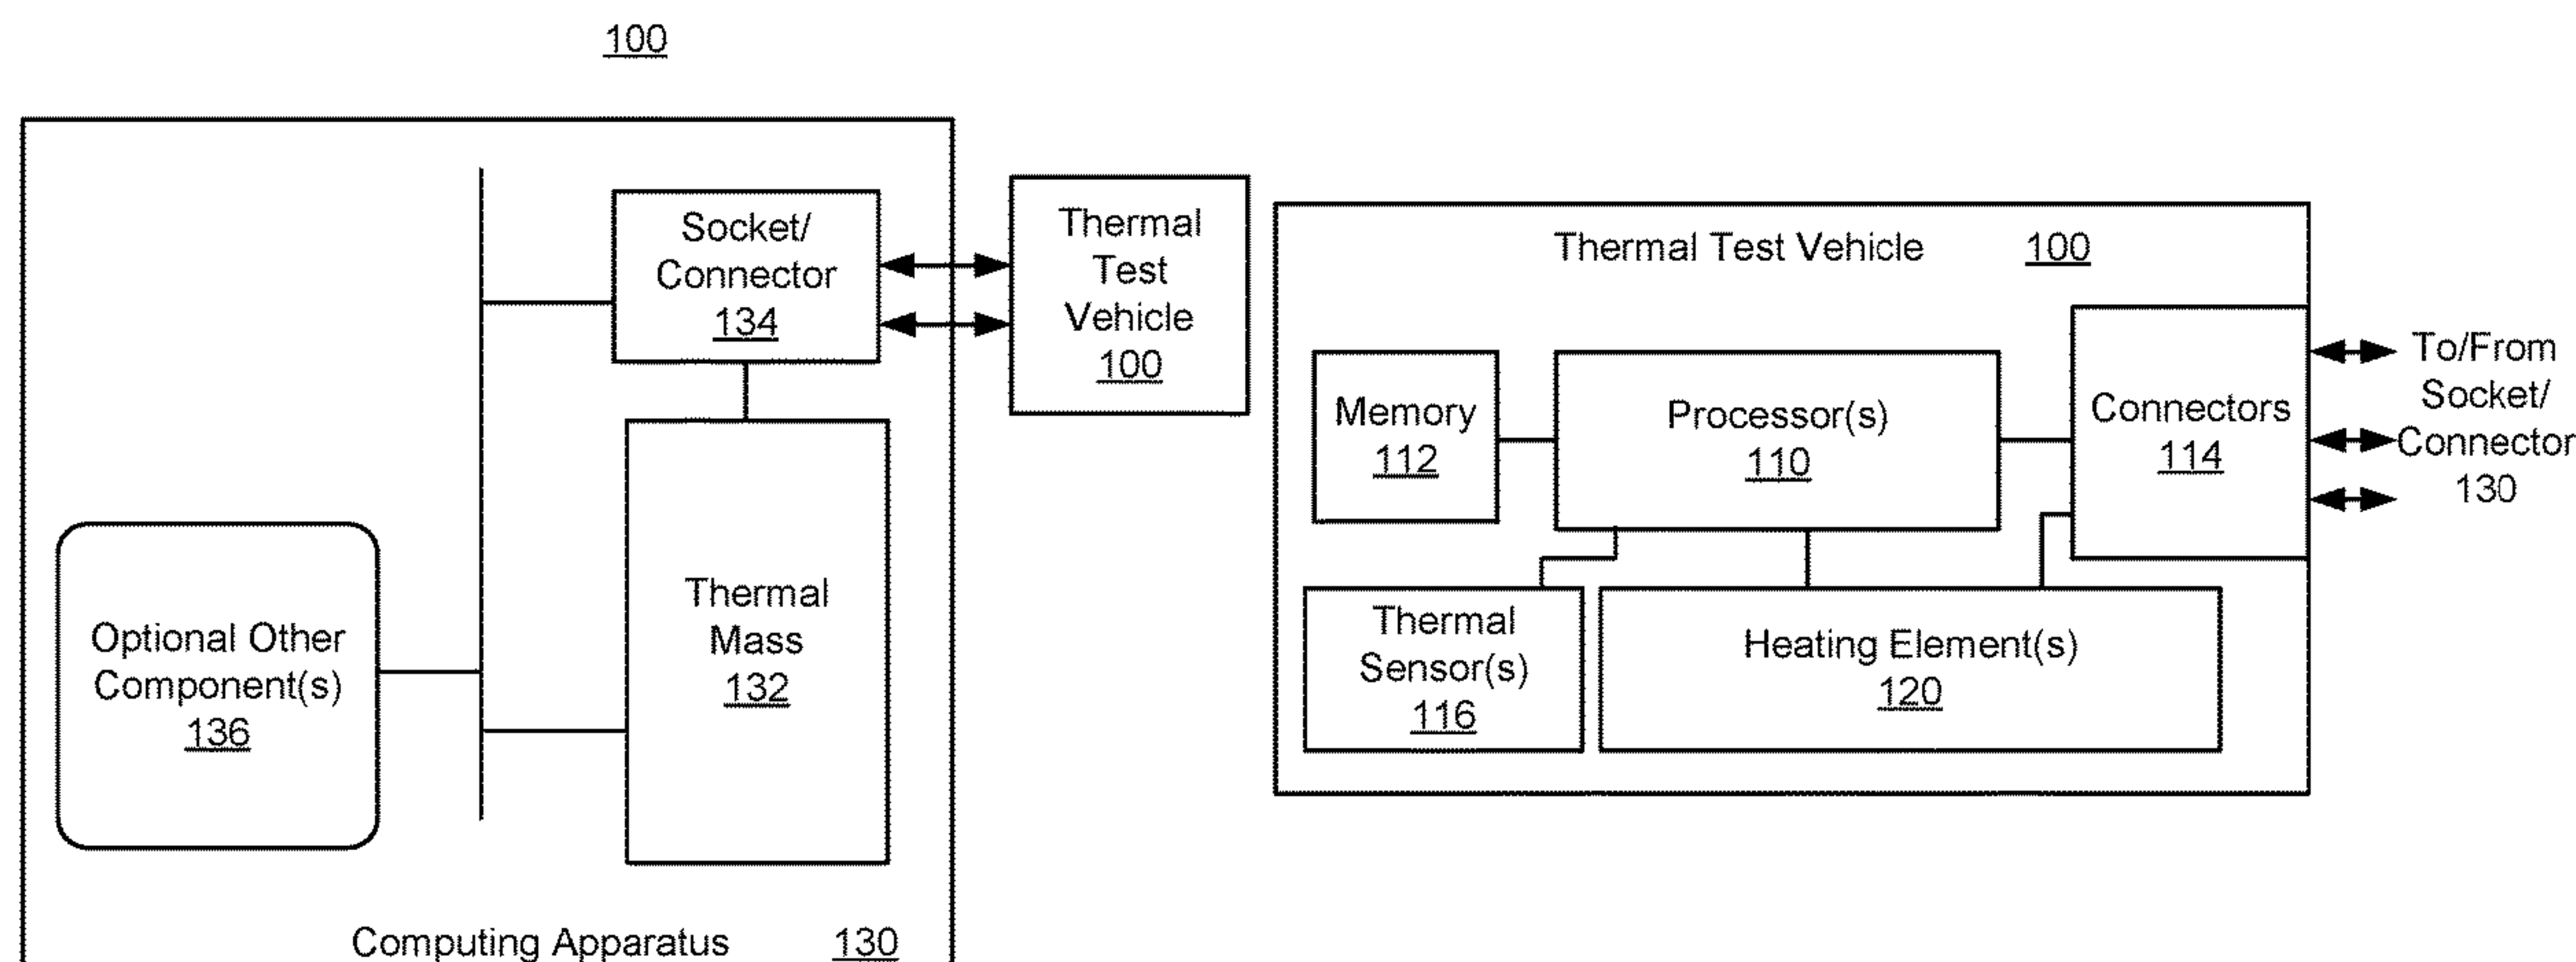 100
Socket/
Connector
134
Thermal
Test
Vehicle
100
Thermal
Mass
132
Optional Other
Component(s)
136
Computing Apparatus 130
Thermal Test Vehicle 100
Memory
112
Processor(s)
110
Connectors
114
To/From
Socket/
Connector
130
Thermal
Sensor(s)
116
Heating Element(s)
120